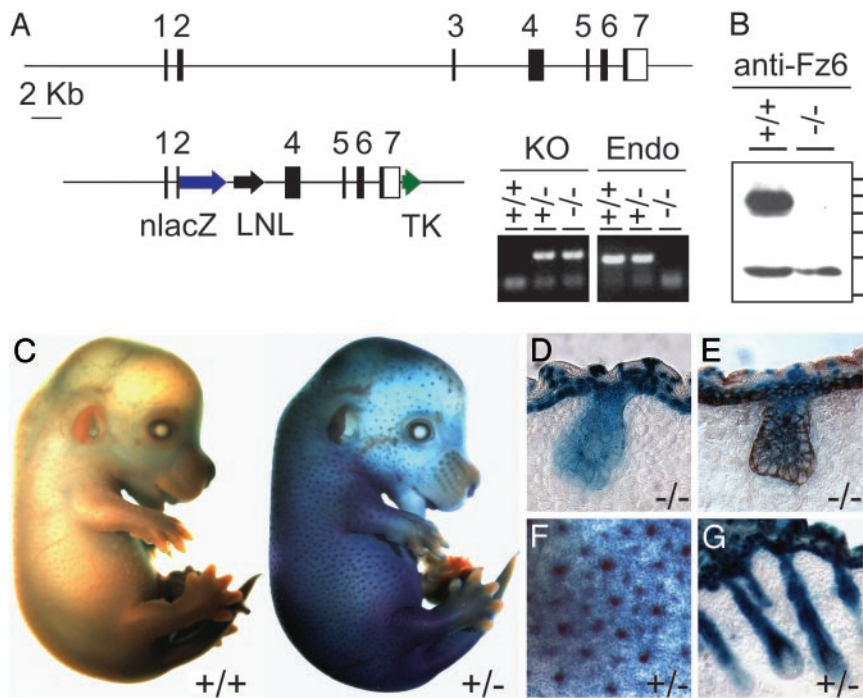 A
1 2 3 4 5 6 7
2 Kb
1 2 4 5 6 7
nlacZ LNL TK
KO Endo
+/+ -/+ -/- +/+ -/+ -/-
B
anti-Fz6
+/+ -/-
C
+/+
+/-
D
-/-
E
-/-
F
+/-
G
+/-